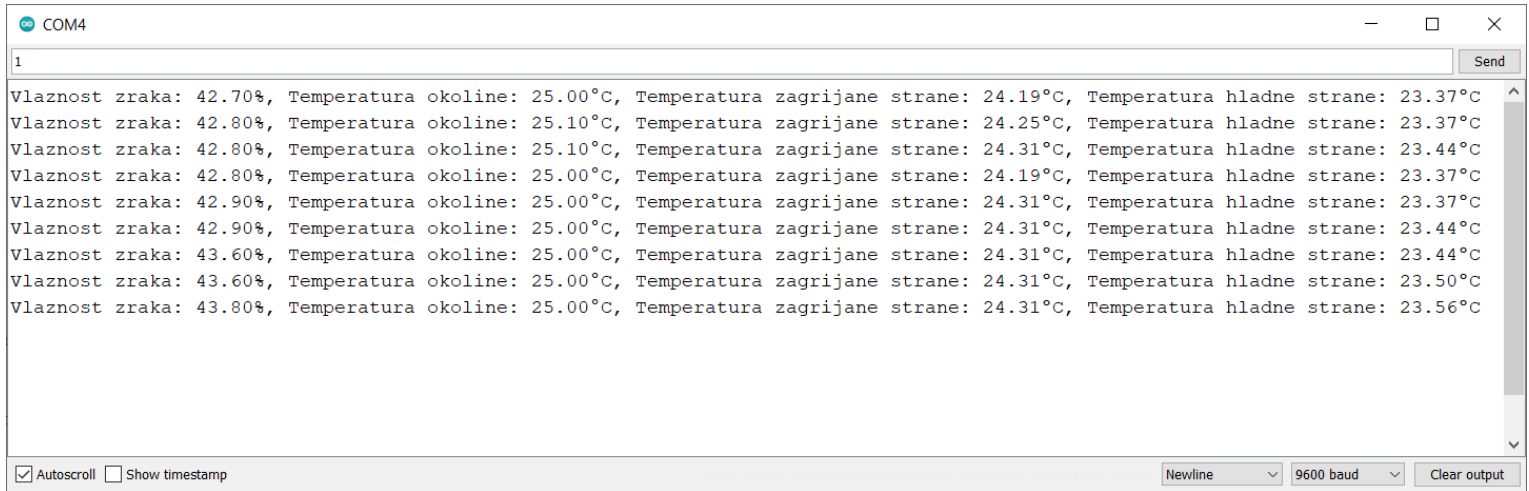 COM4
1
Send
Vlaznost zraka: 42.70%, Temperatura okoline: 25.00°C, Temperatura zagrijane strane: 24.19°C, Temperatura hladne strane: 23.37°C
Vlaznost zraka: 42.80%, Temperatura okoline: 25.10°C, Temperatura zagrijane strane: 24.25°C, Temperatura hladne strane: 23.37°C
Vlaznost zraka: 42.80%, Temperatura okoline: 25.10°C, Temperatura zagrijane strane: 24.31°C, Temperatura hladne strane: 23.44°C
Vlaznost zraka: 42.80%, Temperatura okoline: 25.00°C, Temperatura zagrijane strane: 24.19°C, Temperatura hladne strane: 23.37°C
Vlaznost zraka: 42.90%, Temperatura okoline: 25.00°C, Temperatura zagrijane strane: 24.31°C, Temperatura hladne strane: 23.37°C
Vlaznost zraka: 42.90%, Temperatura okoline: 25.00°C, Temperatura zagrijane strane: 24.31°C, Temperatura hladne strane: 23.44°C
Vlaznost zraka: 43.60%, Temperatura okoline: 25.00°C, Temperatura zagrijane strane: 24.31°C, Temperatura hladne strane: 23.44°C
Vlaznost zraka: 43.60%, Temperatura okoline: 25.00°C, Temperatura zagrijane strane: 24.31°C, Temperatura hladne strane: 23.50°C
Vlaznost zraka: 43.80%, Temperatura okoline: 25.00°C, Temperatura zagrijane strane: 24.31°C, Temperatura hladne strane: 23.56°C
Autoscroll Show timestamp Newline 9600 baud Clear output